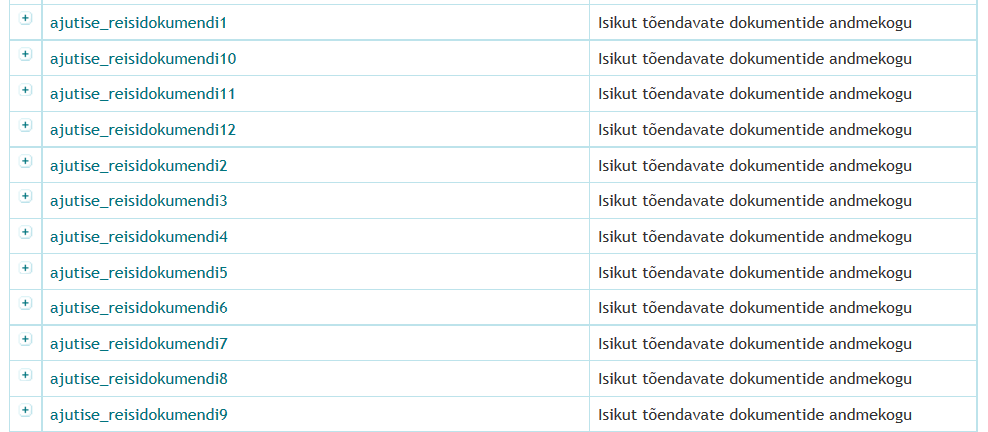 ajutise_reisidokumendi1 Isikut tõendavate dokumentide andmekogu
ajutise_reisidokumendi10 Isikut tõendavate dokumentide andmekogu
ajutise_reisidokumendi11 Isikut tõendavate dokumentide andmekogu
ajutise_reisidokumendi12 Isikut tõendavate dokumentide andmekogu
ajutise_reisidokumendi2 Isikut tõendavate dokumentide andmekogu
ajutise_reisidokumendi3 Isikut tõendavate dokumentide andmekogu
ajutise_reisidokumendi4 Isikut tõendavate dokumentide andmekogu
ajutise_reisidokumendi5 Isikut tõendavate dokumentide andmekogu
ajutise_reisidokumendi6 Isikut tõendavate dokumentide andmekogu
ajutise_reisidokumendi7 Isikut tõendavate dokumentide andmekogu
ajutise_reisidokumendi8 Isikut tõendavate dokumentide andmekogu
ajutise_reisidokumendi9 Isikut tõendavate dokumentide andmekogu